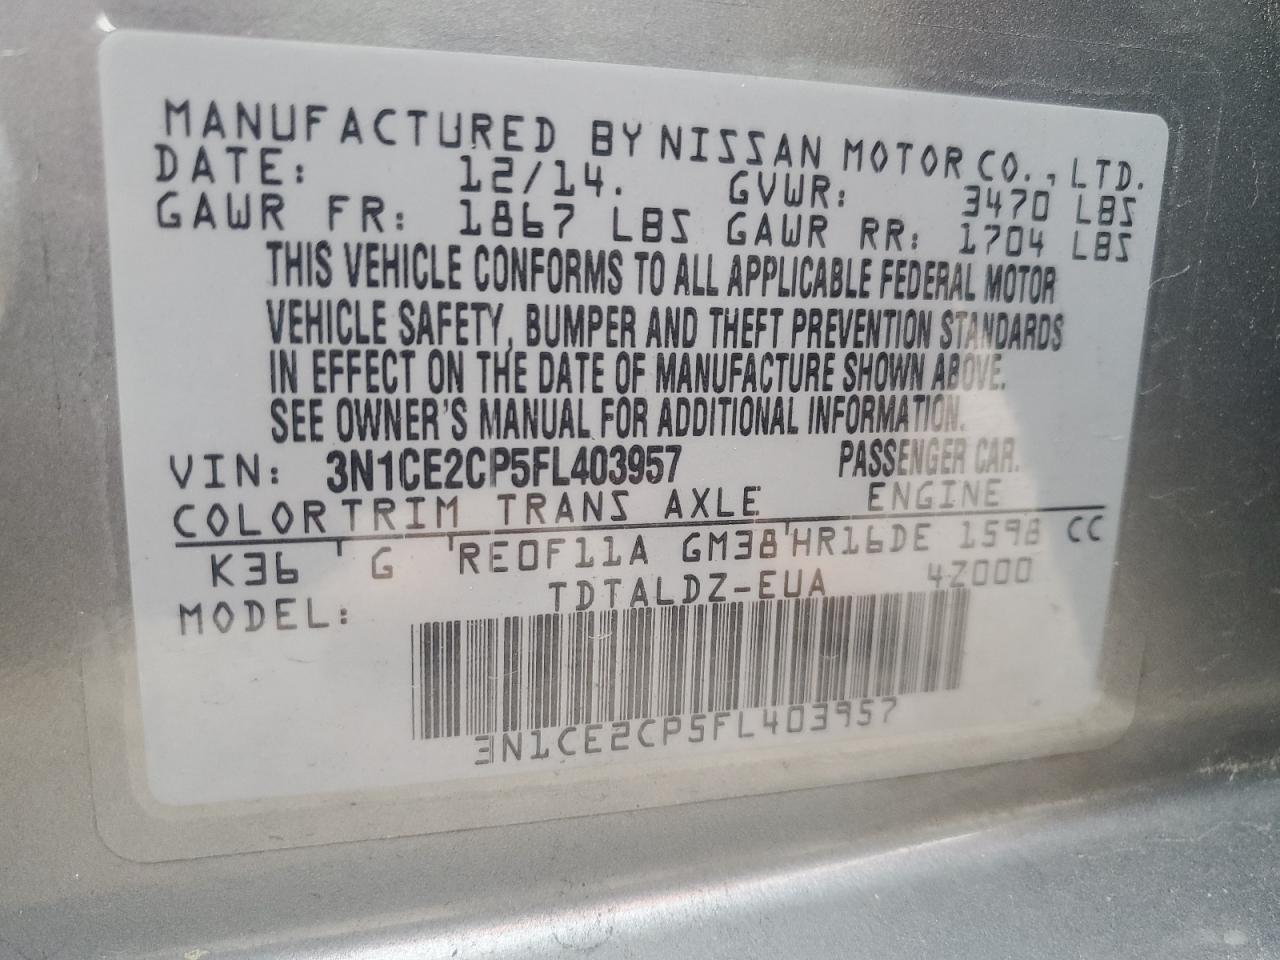 MANUFACTURED BY NISSAN MOTOR CO., LTD.
DATE: 12/14. GVWR: 3470 LBS
GAWR FR: 1867 LBS GAWR RR: 1704 LBS
THIS VEHICLE CONFORMS TO ALL APPLICABLE FEDERAL MOTOR
VEHICLE SAFETY, BUMPER AND THEFT PREVENTION STANDARDS
IN EFFECT ON THE DATE OF MANUFACTURE SHOWN ABOVE.
SEE OWNER'S MANUAL FOR ADDITIONAL INFORMATION.
VIN: 3N1CE2CP5FL403957 PASSENGER CAR.
COLOR TRIM TRANS AXLE ENGINE
K36 G RE0F11A GM38 HR16DE 1598 CC
MODEL: TDTALDZ-EUA 4Z000
3N1CE2CP5FL403957